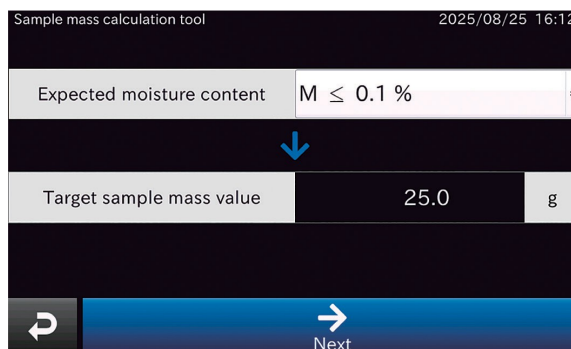 Sample mass calculation tool 2025/08/25 16:12
Expected moisture content M ≤ 0.1 %
Target sample mass value 25.0 g
Next